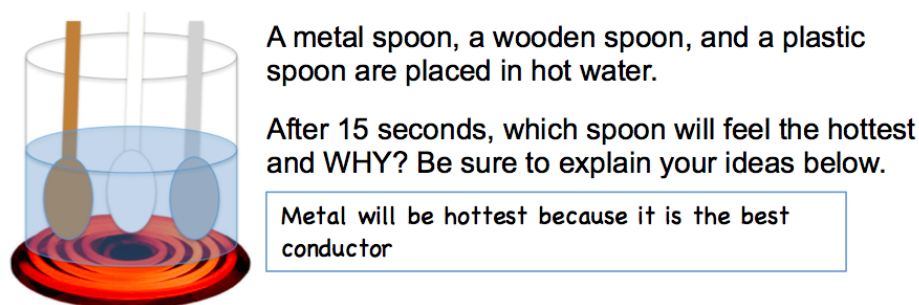 A metal spoon, a wooden spoon, and a plastic
spoon are placed in hot water.
After 15 seconds, which spoon will feel the hottest
and WHY? Be sure to explain your ideas below.
Metal will be hottest because it is the best
conductor